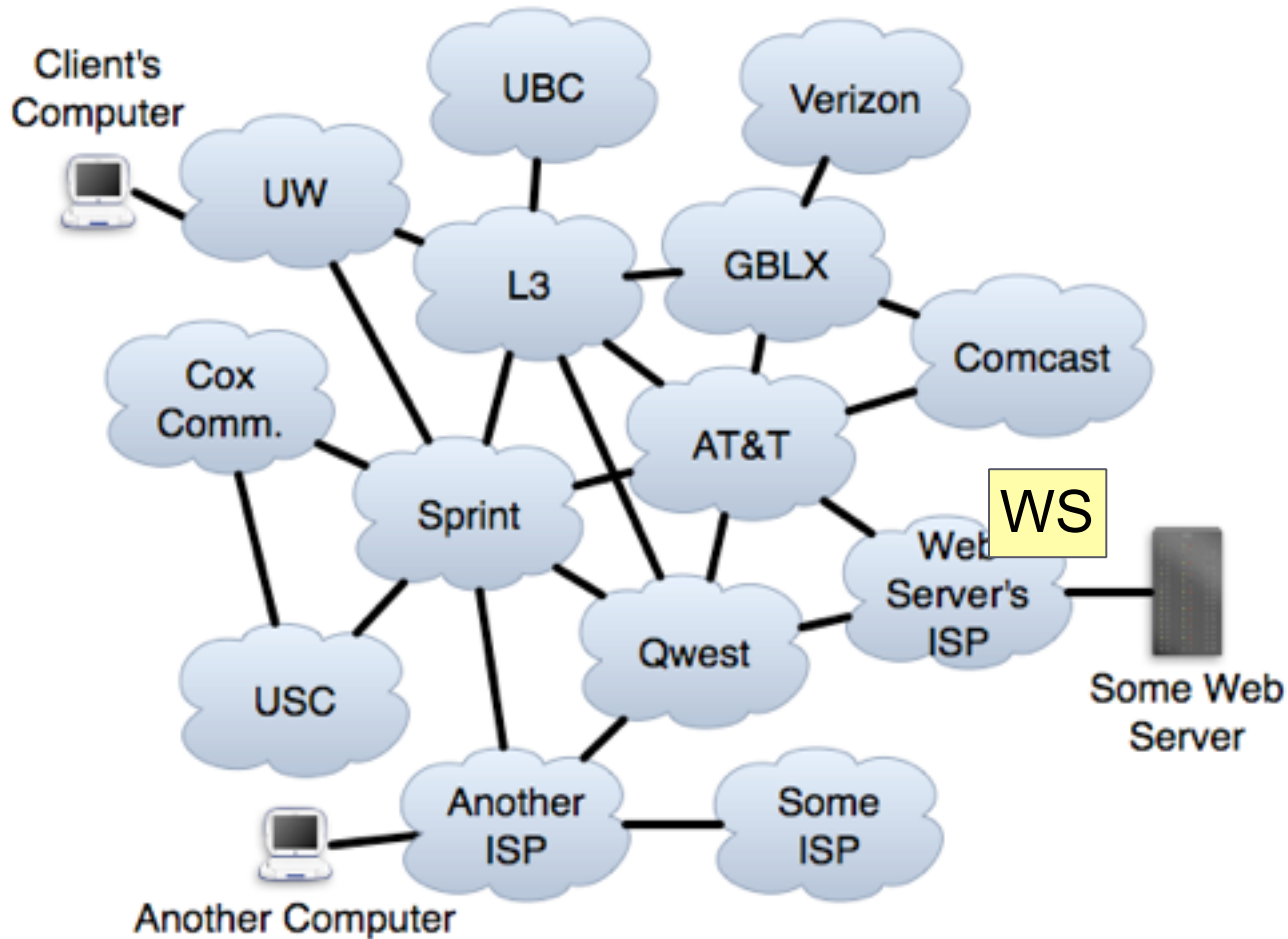 Client's
Computer
UBC
Verizon
UW
L3
GBLX
Comcast
Cox
Comm.
AT&T
Sprint
WS
Web
Server's
ISP
Qwest
USC
Some Web
Server
Another
ISP
Some
ISP
Another Computer